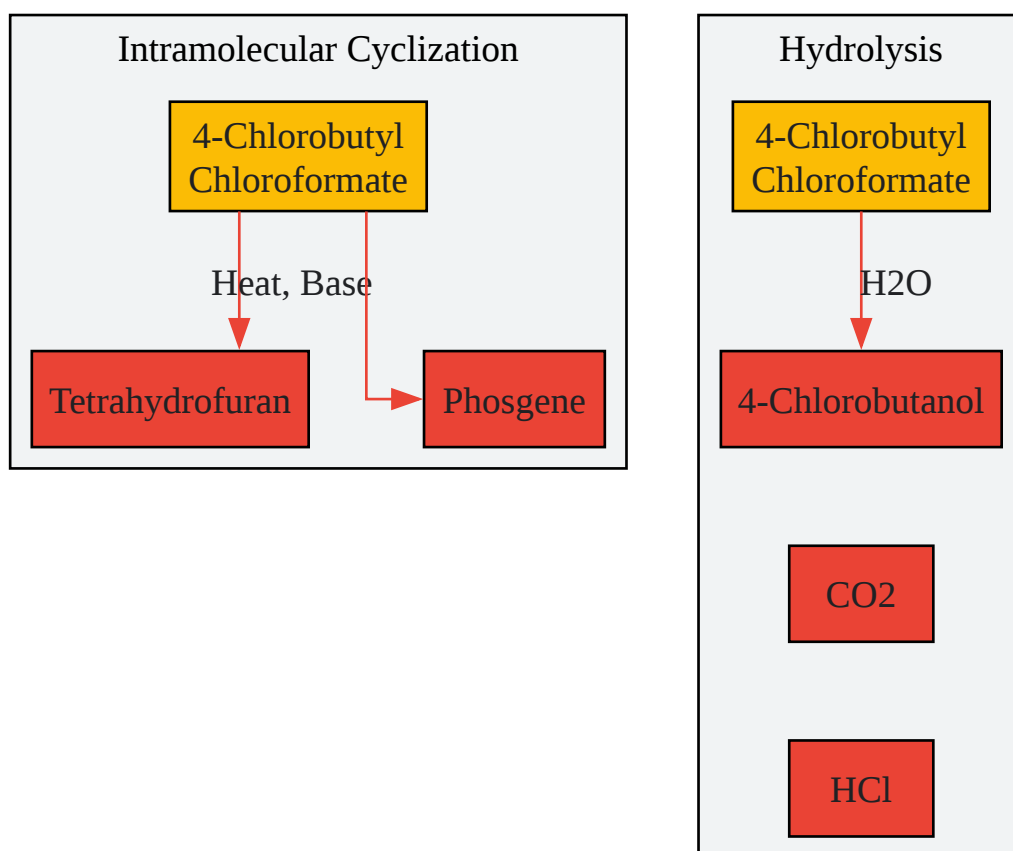 Intramolecular Cyclization
4-Chlorobutyl
Chloroformate
Heat, Base
Tetrahydrofuran
Phosgene
Hydrolysis
4-Chlorobutyl
Chloroformate
H2O
4-Chlorobutanol
CO2
HCl